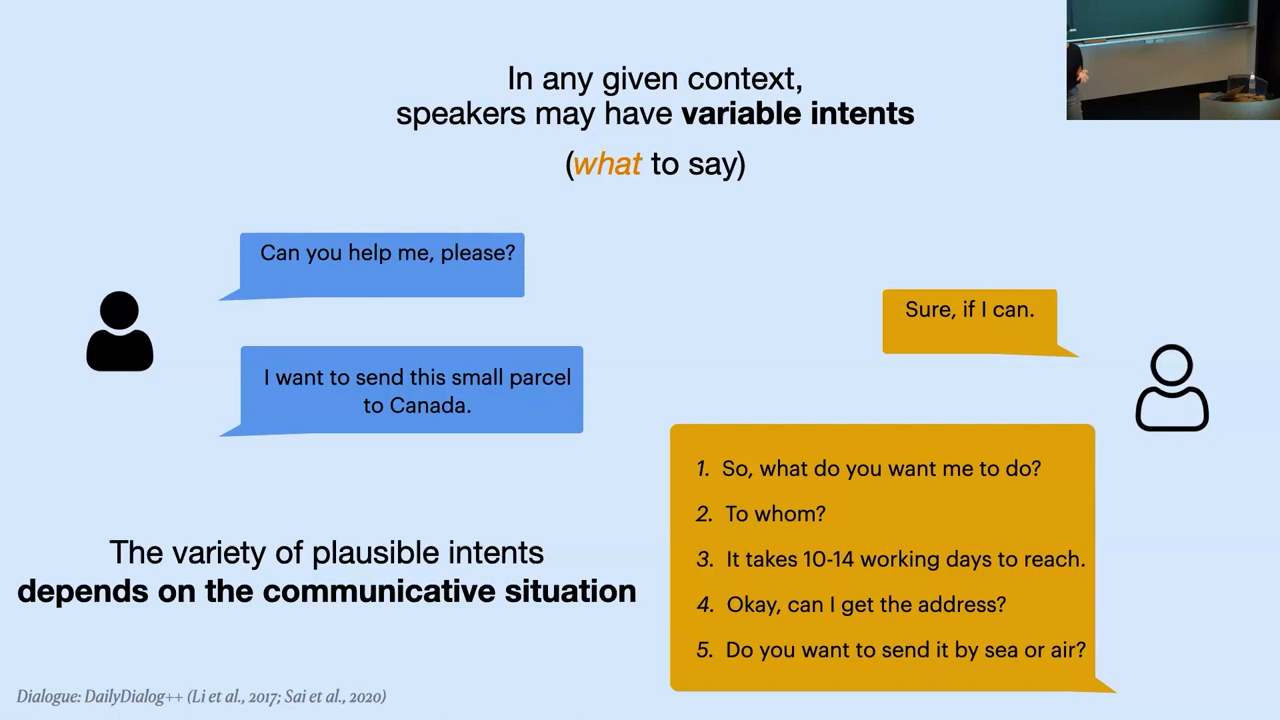 In any given context,
speakers may have variable intents
(what to say)
Can you help me, please?
Sure, if I can.
I want to send this small parcel
to Canada.
1. So, what do you want me to do?
2. To whom?
3. It takes 10-14 working days to reach.
4. Okay, can I get the address?
5. Do you want to send it by sea or air?
The variety of plausible intents
depends on the communicative situation
Dialogue: DailyDialog++ (Li et al., 2017; Sai et al., 2020)